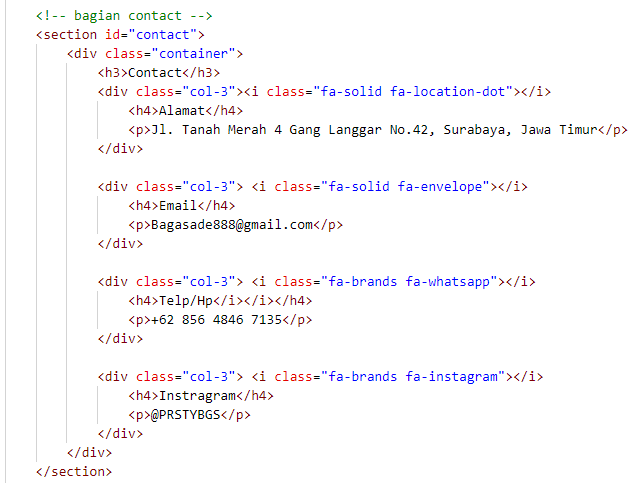 <!-- bagian contact -->
<section id="contact">
<div class="container">
<h3>Contact</h3>
<div class="col-3"><i class="fa-solid fa-location-dot"></i>
<h4>Alamat</h4>
<p>Jl. Tanah Merah 4 Gang Langgar No.42, Surabaya, Jawa Timur</p>
</div>
<div class="col-3"> <i class="fa-solid fa-envelope"></i>
<h4>Email</h4>
<p>Bagasade888@gmail.com</p>
</div>
<div class="col-3"> <i class="fa-brands fa-whatsapp"></i>
<h4>Telp/Hp</i></i></h4>
<p>+62 856 4846 7135</p>
</div>
<div class="col-3"> <i class="fa-brands fa-instagram"></i>
<h4>Instragram</h4>
<p>@PRSTYBGS</p>
</div>
</div>
</section>